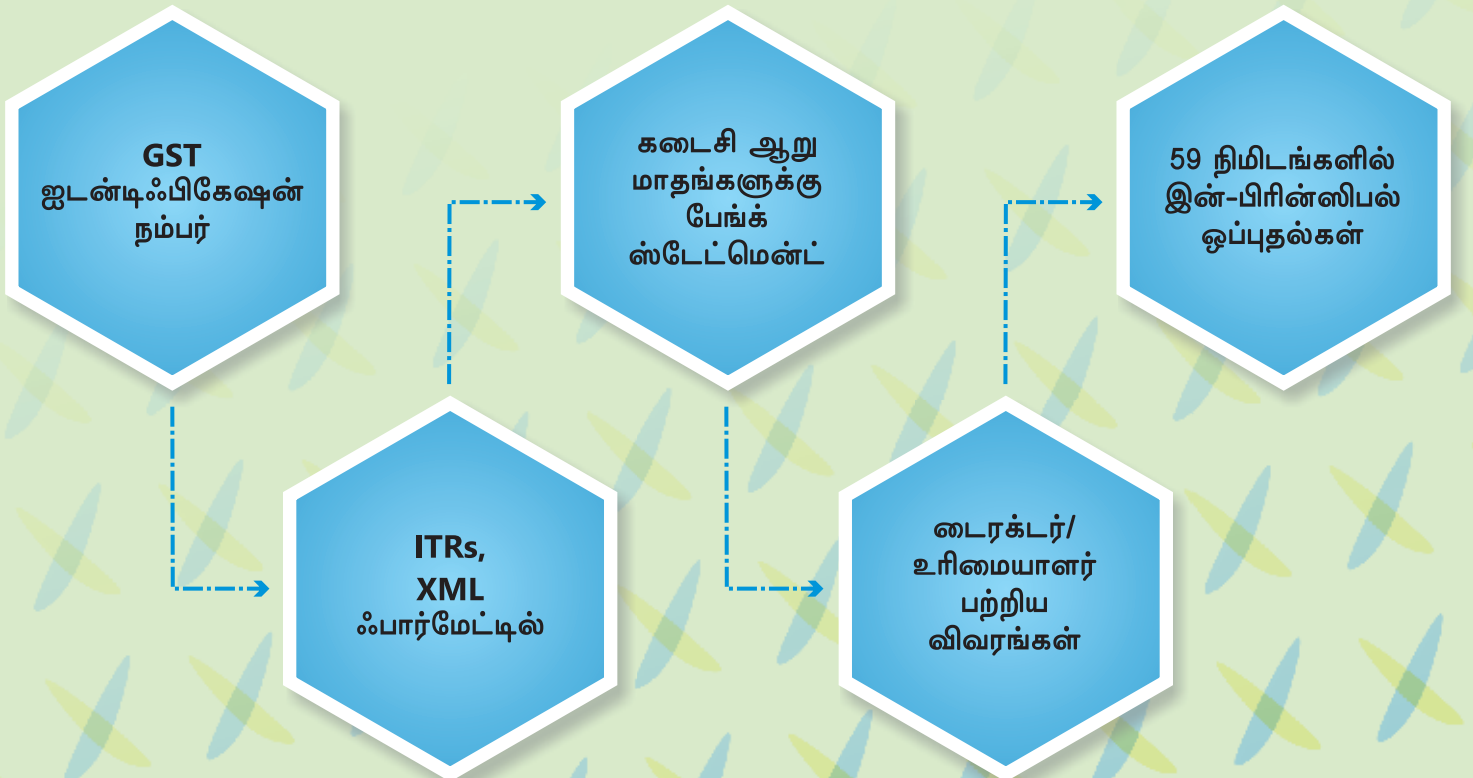 GST
ஐடன்டிஃபிகேஷன்
நம்பர்
ITRs,
XML
ஃபார்மேட்டில்
கடைசி ஆறு
மாதங்களுக்கு
பேங்க்
ஸ்டேட்மென்ட்
டைரக்டர்/
உரிமையாளர்
பற்றிய
விவரங்கள்
59 நிமிடங்களில்
இன்-பிரின்ஸிபல்
ஒப்புதல்கள்